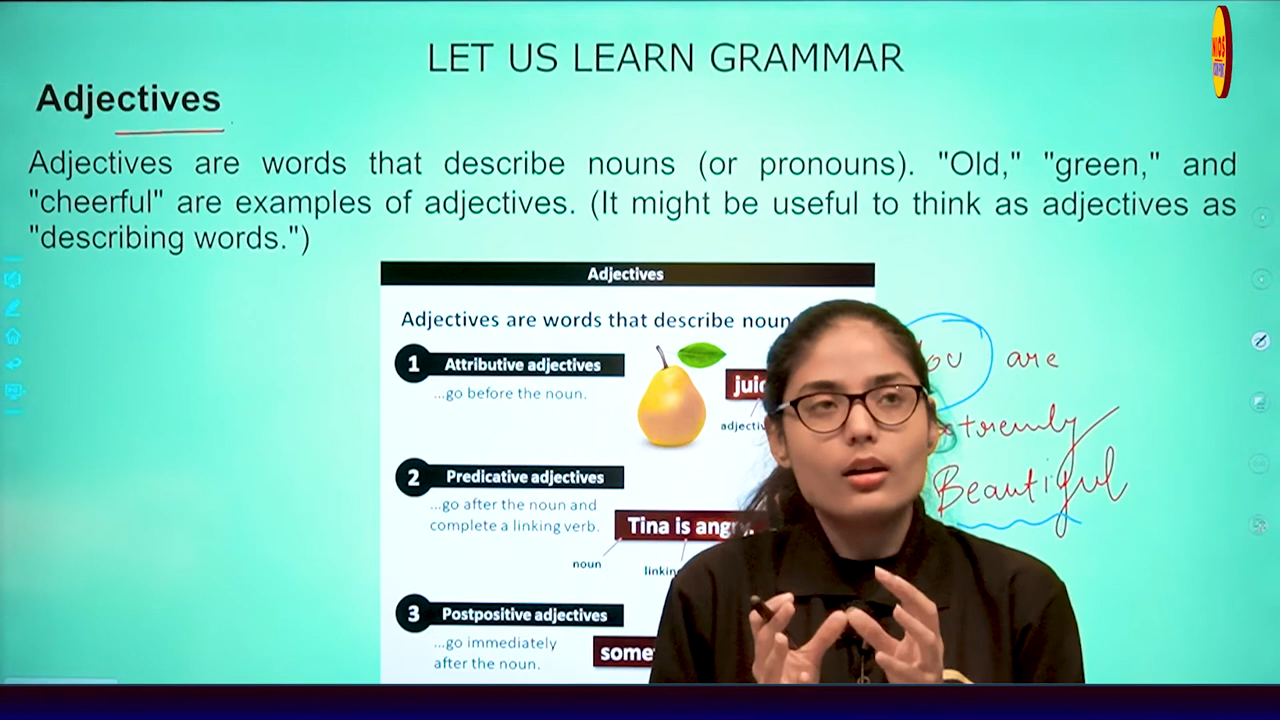 LET US LEARN GRAMMAR
Adjectives
Adjectives are words that describe nouns (or pronouns). "Old," "green," and
"cheerful" are examples of adjectives. (It might be useful to think as adjectives as
"describing words.")
Adjectives
Adjectives are words that describe noun
1 Attributive adjectives
...go before the noun.
juic
adjectiv
2 Predicative adjectives
...go after the noun and
complete a linking verb.
Tina is angry.
noun
linkin
3 Postpositive adjectives
...go immediately
after the noun.
some
You are
Beautiful
NIOS